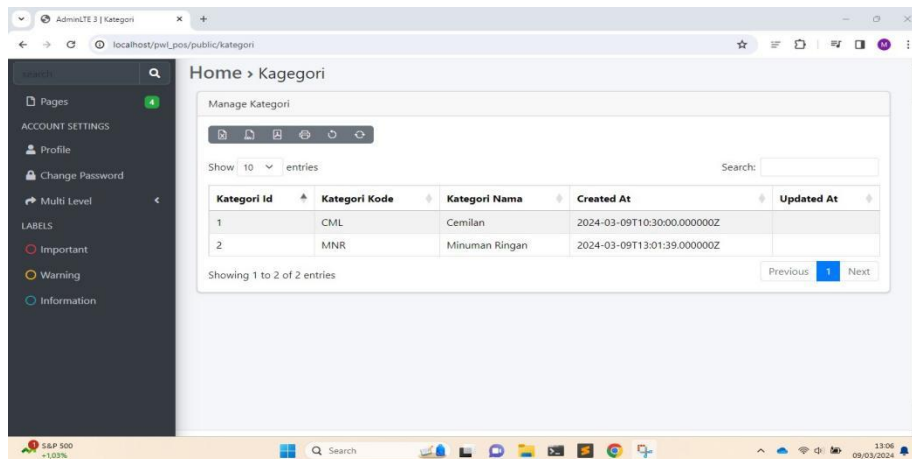 AdminLTE 3 | Kategori
localhost/pwl_pos/public/kategori
M
search
Pages
4
ACCOUNT SETTINGS
Profile
Change Password
Multi Level
LABELS
Important
Warning
Information
Home › Kagegori
Manage Kategori
Show 10 entries
Search:
Kategori Id Kategori Kode Kategori Nama Created At Updated At
1 CML Cemilan 2024-03-09T10:30:00.000000Z
2 MNR Minuman Ringan 2024-03-09T13:01:39.000000Z
Showing 1 to 2 of 2 entries
Previous 1 Next
1
S&P 500
+1,03%
Search
13:06
09/03/2024